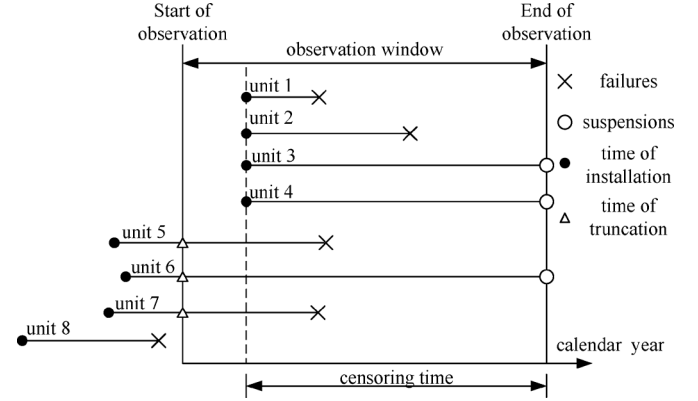 Start of
observation
End of
observation
observation window
unit 1
unit 2
unit 3
unit 4
unit 5
unit 6
unit 7
unit 8
failures
suspensions
time of
installation
time of
truncation
calendar year
censoring time